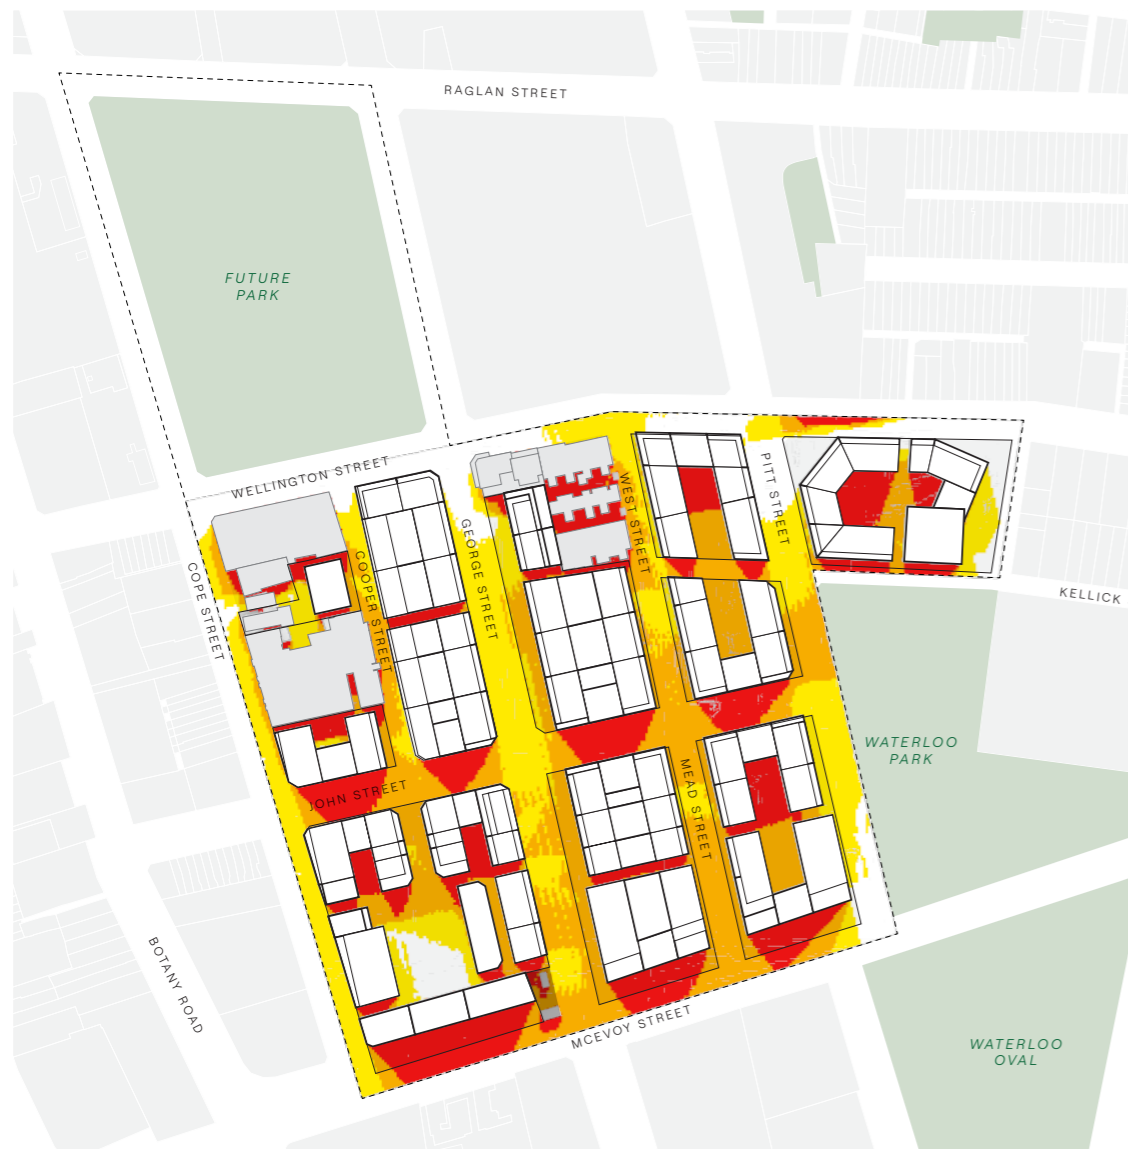 RAGLAN STREET
FUTURE
PARK
WELLINGTON STREET
PITT STREET
WEST STREET
GEORGE STREET
COOPER STREET
COPE STREET
KELLICK
WATERLOO
PARK
MEAD STREET
JOHN STREET
BOTANY ROAD
MCEVOY STREET
WATERLOO
OVAL